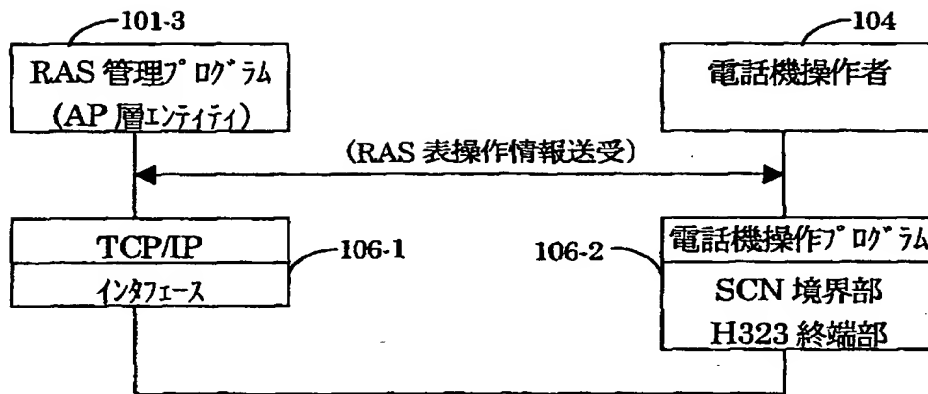 101-3
104
RAS 管理プログラム
(AP 層エンティティ)
電話機操作者
(RAS 表操作情報送受)
TCP/IP
インタフェース
106-1
106-2
電話機操作プログラム
SCN 境界部
H323 終端部